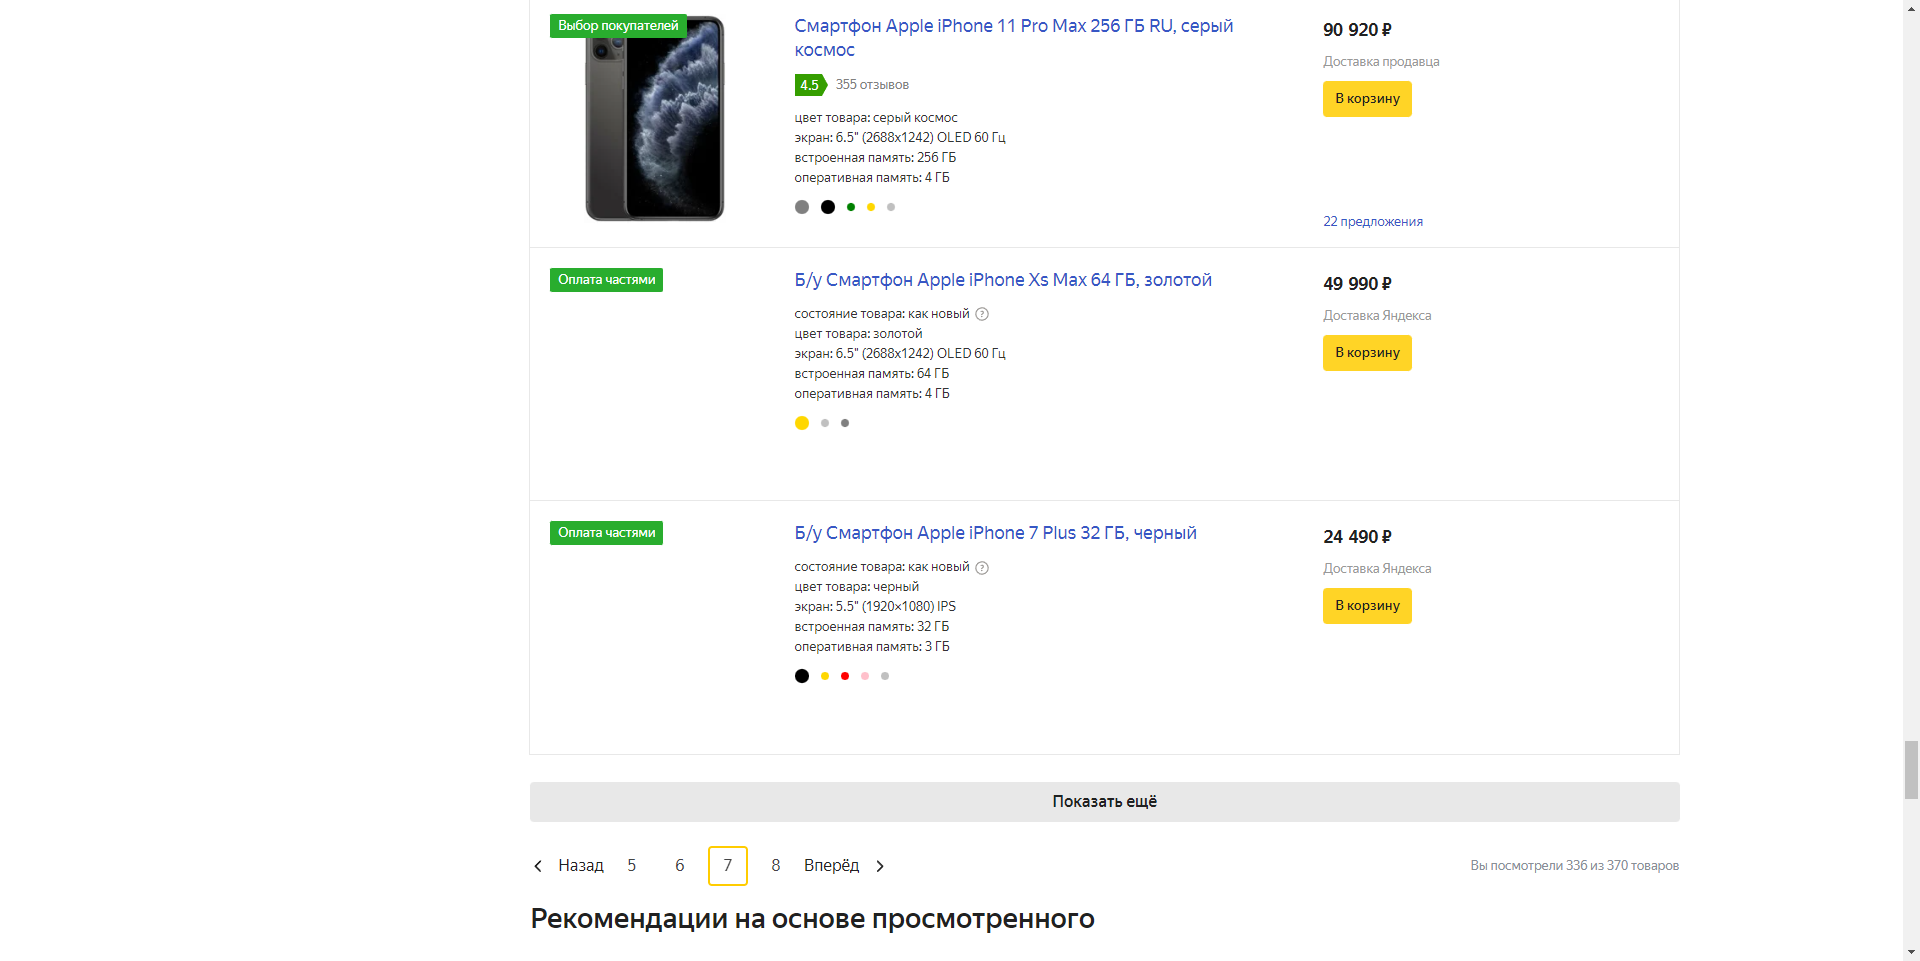 Выбор покупателей
Смартфон Apple iPhone 11 Pro Max 256 ГБ RU, серый
космос
4.5 355 отзывов
цвет товара: серый космос
экран: 6.5" (2688x1242) OLED 60 Гц
встроенная память: 256 ГБ
оперативная память: 4 ГБ
90 920 ₽
Доставка продавца
В корзину
22 предложения
Оплата частями
Б/у Смартфон Apple iPhone Xs Max 64 ГБ, золотой
состояние товара: как новый ?
цвет товара: золотой
экран: 6.5" (2688x1242) OLED 60 Гц
встроенная память: 64 ГБ
оперативная память: 4 ГБ
49 990 ₽
Доставка Яндекса
В корзину
Оплата частями
Б/у Смартфон Apple iPhone 7 Plus 32 ГБ, черный
состояние товара: как новый ?
цвет товара: черный
экран: 5.5" (1920×1080) IPS
встроенная память: 32 ГБ
оперативная память: 3 ГБ
24 490 ₽
Доставка Яндекса
В корзину
Показать ещё
Назад 5 6 7 8 Вперёд
Вы посмотрели 336 из 370 товаров
Рекомендации на основе просмотренного